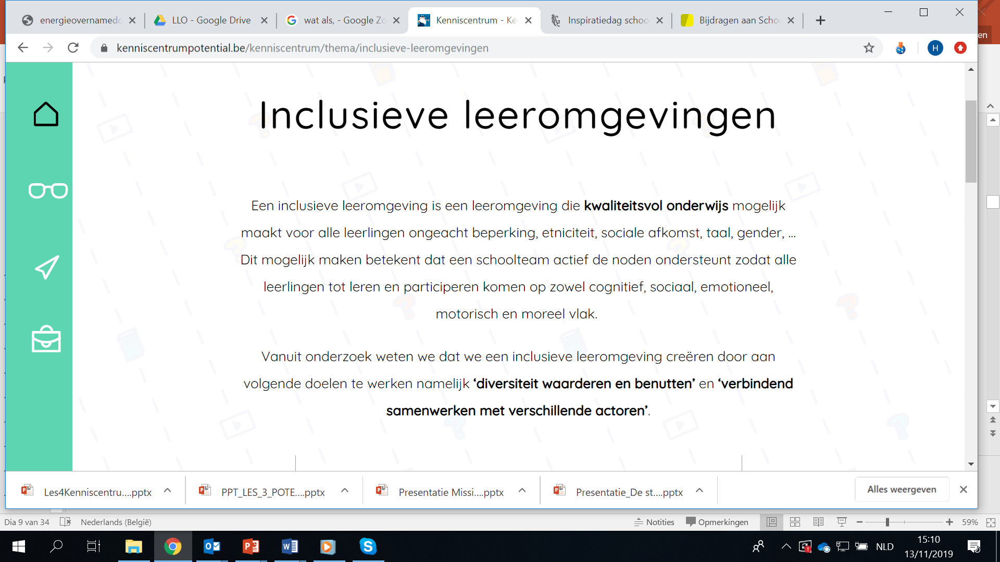 energieovernamedo
LLO - Google Drive
wat als, - Google Zo
Kenniscentrum - Ke
Inspiratiedag schoo
Bijdragen aan Scho
en
kenniscentrumpotential.be/kenniscentrum/thema/inclusieve-leeromgevingen
H
Inclusieve leeromgevingen
Een inclusieve leeromgeving is een leeromgeving die kwaliteitsvol onderwijs mogelijk
maakt voor alle leerlingen ongeacht beperking, etniciteit, sociale afkomst, taal, gender, ...
Dit mogelijk maken betekent dat een schoolteam actief de noden ondersteunt zodat alle
leerlingen tot leren en participeren komen op zowel cognitief, sociaal, emotioneel,
motorisch en moreel vlak.
Vanuit onderzoek weten we dat we een inclusieve leeromgeving creëren door aan
volgende doelen te werken namelijk ‘diversiteit waarderen en benutten’ en ‘verbindend
samenwerken met verschillende actoren’.
Les4Kenniscentru....pptx
PPT_LES_3_POTE....pptx
Presentatie Missi....pptx
Presentatie_De st....pptx
Alles weergeven
Dia 9 van 34
Nederlands (België)
Notities
Opmerkingen
59%
NLD
15:10
13/11/2019